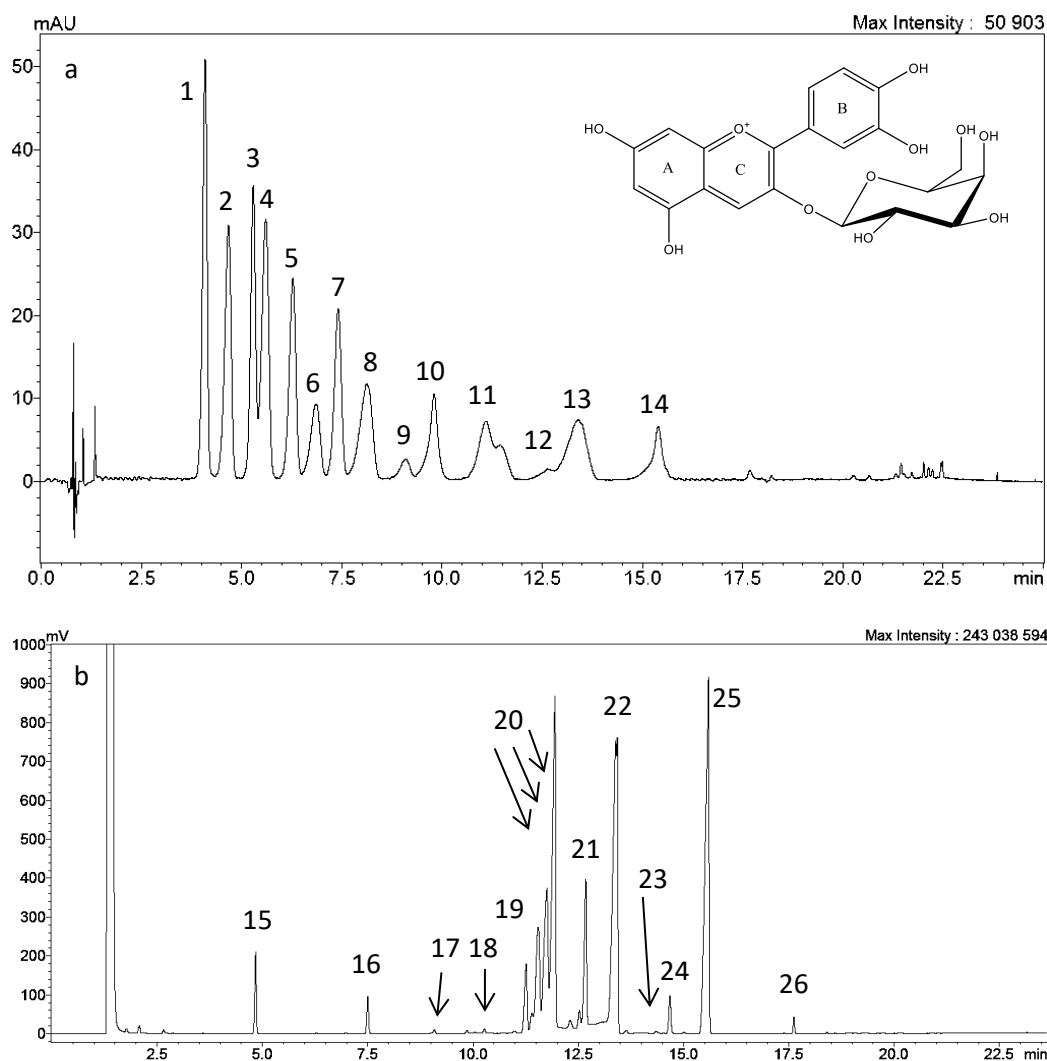 mAU
Max Intensity : 50 903
a
50
40
30
20
10
0
1
2
3
4
5
6
7
8
9
10
11
12
13
14
HO
OH
OH
OH
A
B
C
O+
O
O
HO
OH
OH
OH
0.0 2.5 5.0 7.5 10.0 12.5 15.0 17.5 20.0 22.5 min
mV
Max Intensity : 243 038 594
b
1000
900
800
700
600
500
400
300
200
100
0
15
16
17
18
19
20
21
22
23
24
25
26
2.5 5.0 7.5 10.0 12.5 15.0 17.5 20.0 22.5 min